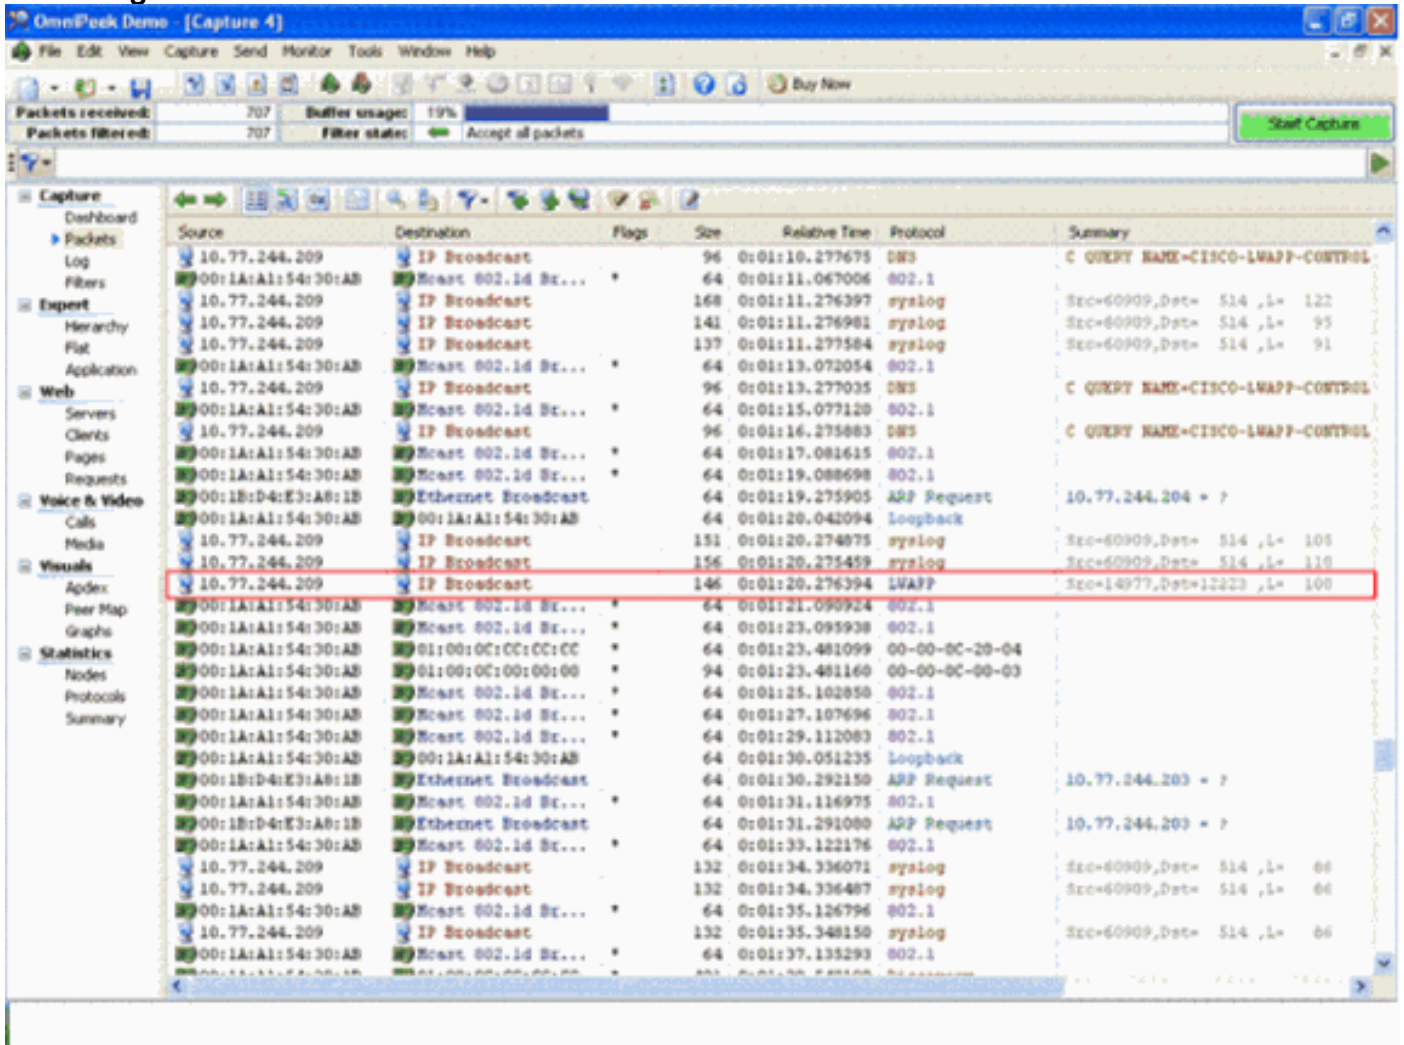 OmniPeek Demo - [Capture 4]
File Edit View Capture Send Monitor Tools Window Help
Buy Now
Packets received: 707 Buffer usage: 19%
Packets filtered: 707 Filter state: Accept all packets
Start Capture
Capture
Dashboard
Packets
Log
Filters
Expert
Hierarchy
Flat
Application
Web
Servers
Clients
Pages
Requests
Voice & Video
Calls
Media
Visuals
Apdex
Peer Map
Graphs
Statistics
Nodes
Protocols
Summary
Source Destination Flags Size Relative Time Protocol Summary
10.77.244.209 IP Broadcast 96 0:01:10.277675 DNS C QUERY NAME=CISCO-LWAPP-CONTROL
00:1A:A1:54:30:AB Mcast 802.1d Br... * 64 0:01:11.067006 802.1
10.77.244.209 IP Broadcast 168 0:01:11.276397 syslog Src=60909,Dst= 514 ,L= 122
10.77.244.209 IP Broadcast 141 0:01:11.276981 syslog Src=60909,Dst= 514 ,L= 95
10.77.244.209 IP Broadcast 137 0:01:11.277584 syslog Src=60909,Dst= 514 ,L= 91
00:1A:A1:54:30:AB Mcast 802.1d Br... * 64 0:01:13.072054 802.1
10.77.244.209 IP Broadcast 96 0:01:13.277035 DNS C QUERY NAME=CISCO-LWAPP-CONTROL
00:1A:A1:54:30:AB Mcast 802.1d Br... * 64 0:01:15.077120 802.1
10.77.244.209 IP Broadcast 96 0:01:16.275883 DNS C QUERY NAME=CISCO-LWAPP-CONTROL
00:1A:A1:54:30:AB Mcast 802.1d Br... * 64 0:01:17.081615 802.1
00:1A:A1:54:30:AB Mcast 802.1d Br... * 64 0:01:19.088698 802.1
00:1B:D4:E3:A8:1B Ethernet Broadcast 64 0:01:19.275905 ARP Request 10.77.244.204 = ?
00:1A:A1:54:30:AB 00:1A:A1:54:30:AB 64 0:01:20.042094 Loopback
10.77.244.209 IP Broadcast 151 0:01:20.274875 syslog Src=60909,Dst= 514 ,L= 105
10.77.244.209 IP Broadcast 156 0:01:20.275459 syslog Src=60909,Dst= 514 ,L= 110
10.77.244.209 IP Broadcast 146 0:01:20.276394 LWAPP Src=14977,Dst=12223 ,L= 100
00:1A:A1:54:30:AB Mcast 802.1d Br... * 64 0:01:21.090924 802.1
00:1A:A1:54:30:AB Mcast 802.1d Br... * 64 0:01:23.095938 802.1
00:1A:A1:54:30:AB 01:00:0C:CC:CC:CC * 64 0:01:23.481099 00-00-0C-20-04
00:1A:A1:54:30:AB 01:00:0C:00:00:00 * 94 0:01:23.481160 00-00-0C-00-03
00:1A:A1:54:30:AB Mcast 802.1d Br... * 64 0:01:25.102850 802.1
00:1A:A1:54:30:AB Mcast 802.1d Br... * 64 0:01:27.107696 802.1
00:1A:A1:54:30:AB Mcast 802.1d Br... * 64 0:01:29.112083 802.1
00:1A:A1:54:30:AB 00:1A:A1:54:30:AB 64 0:01:30.051235 Loopback
00:1B:D4:E3:A8:1B Ethernet Broadcast 64 0:01:30.292150 ARP Request 10.77.244.203 = ?
00:1A:A1:54:30:AB Mcast 802.1d Br... * 64 0:01:31.116975 802.1
00:1B:D4:E3:A8:1B Ethernet Broadcast 64 0:01:31.291080 ARP Request 10.77.244.203 = ?
00:1A:A1:54:30:AB Mcast 802.1d Br... * 64 0:01:33.122176 802.1
10.77.244.209 IP Broadcast 132 0:01:34.336071 syslog Src=60909,Dst= 514 ,L= 86
10.77.244.209 IP Broadcast 132 0:01:34.336487 syslog Src=60909,Dst= 514 ,L= 86
00:1A:A1:54:30:AB Mcast 802.1d Br... * 64 0:01:35.126796 802.1
10.77.244.209 IP Broadcast 132 0:01:35.348150 syslog Src=60909,Dst= 514 ,L= 86
00:1A:A1:54:30:AB Mcast 802.1d Br... * 64 0:01:37.135293 802.1